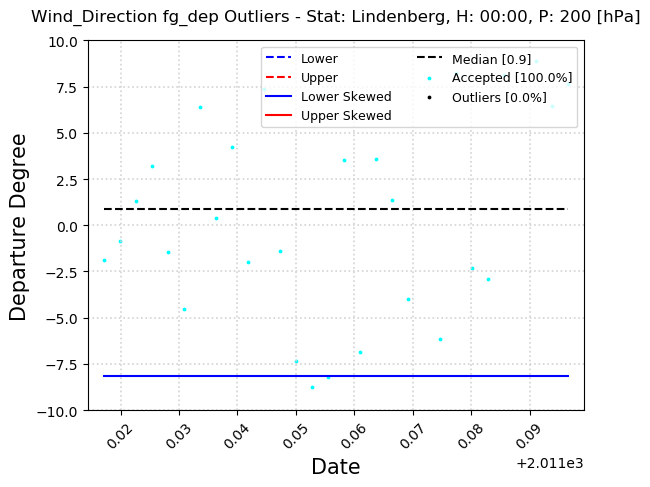 Wind_Direction fg_dep Outliers - Stat: Lindenberg, H: 00:00, P: 200 [hPa]
Departure Degree
10.0
7.5
5.0
2.5
0.0
−2.5
−5.0
−7.5
−10.0
Lower
Upper
Lower Skewed
Upper Skewed
Median [0.9]
Accepted [100.0%]
Outliers [0.0%]
0.02
0.03
0.04
0.05
0.06
0.07
0.08
0.09
+2.011e3
Date